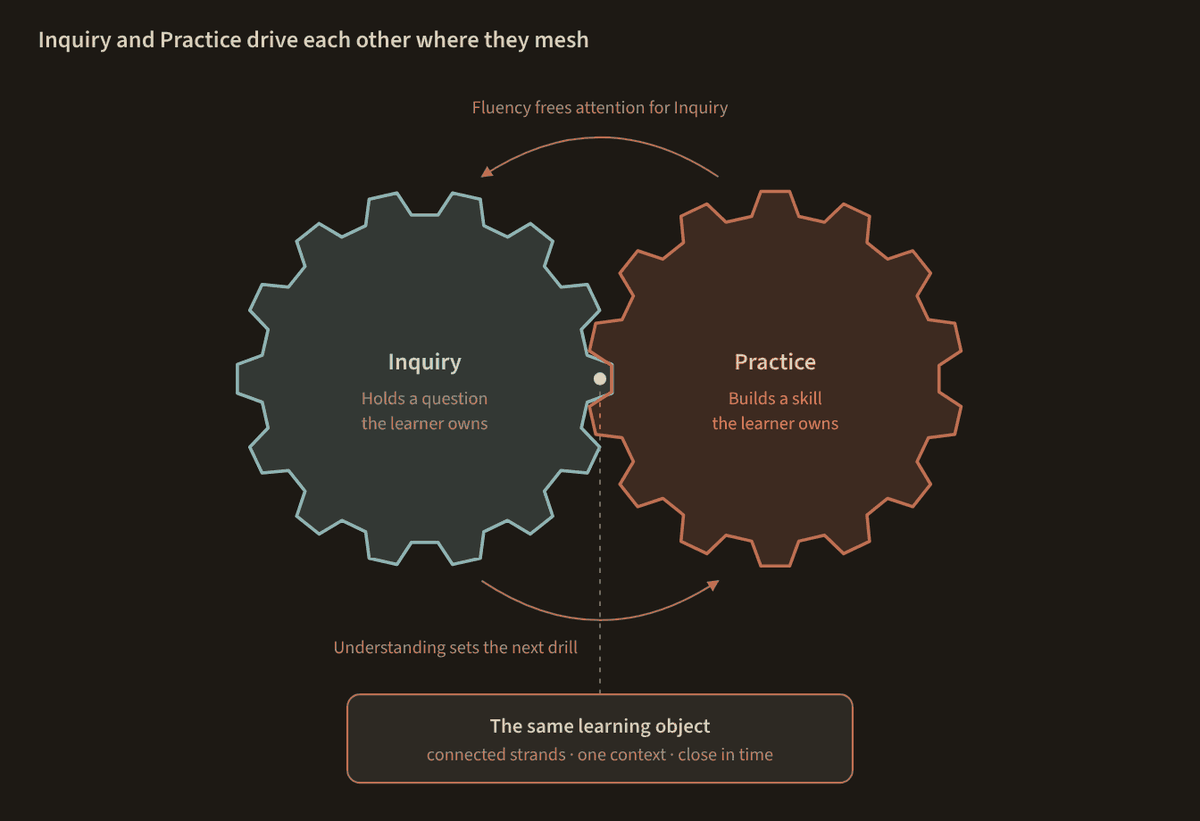 Inquiry and Practice drive each other where they mesh
Fluency frees attention for Inquiry
Inquiry
Holds a question
the learner owns
Practice
Builds a skill
the learner owns
Understanding sets the next drill
The same learning object
connected strands · one context · close in time